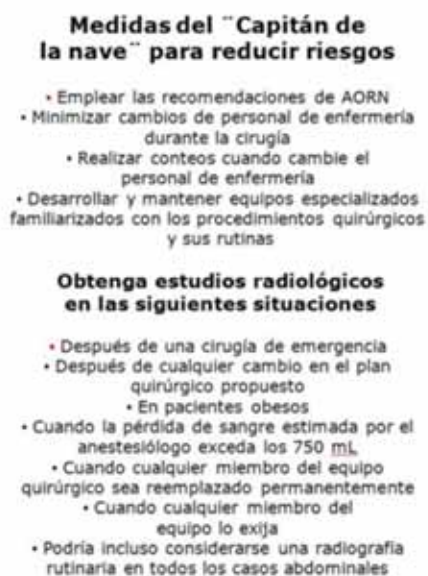 Medidas del ¨Capitán de
la nave¨ para reducir riesgos
• Emplear las recomendaciones de AORN
• Minimizar cambios de personal de enfermería
durante la cirugía
• Realizar conteos cuando cambie el
personal de enfermería
• Desarrollar y mantener equipos especializados
familiarizados con los procedimientos quirúrgicos
y sus rutinas
Obtenga estudios radiológicos
en las siguientes situaciones
• Después de una cirugía de emergencia
• Después de cualquier cambio en el plan
quirúrgico propuesto
• En pacientes obesos
• Cuando la pérdida de sangre estimada por el
anestesiólogo exceda los 750 mL
• Cuando cualquier miembro del equipo
quirúrgico sea reemplazado permanentemente
• Cuando cualquier miembro del
equipo lo exija
• Podría incluso considerarse una radiografía
rutinaria en todos los casos abdominales